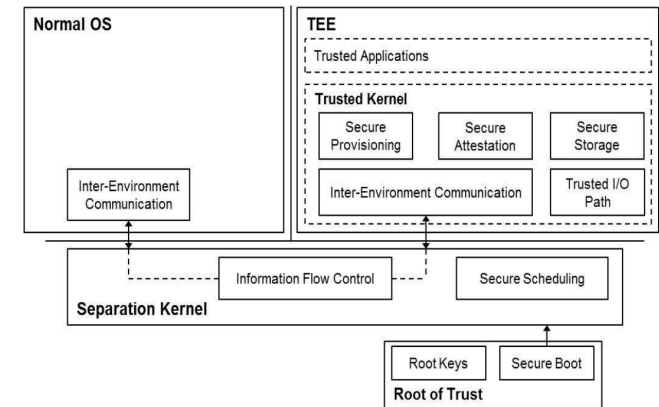 Normal OS
Inter-Environment
Communication
TEE
Trusted Applications
Trusted Kernel
Secure
Provisioning
Secure
Attestation
Secure
Storage
Inter-Environment Communication
Trusted I/O
Path
Information Flow Control
Secure Scheduling
Separation Kernel
Root Keys
Secure Boot
Root of Trust